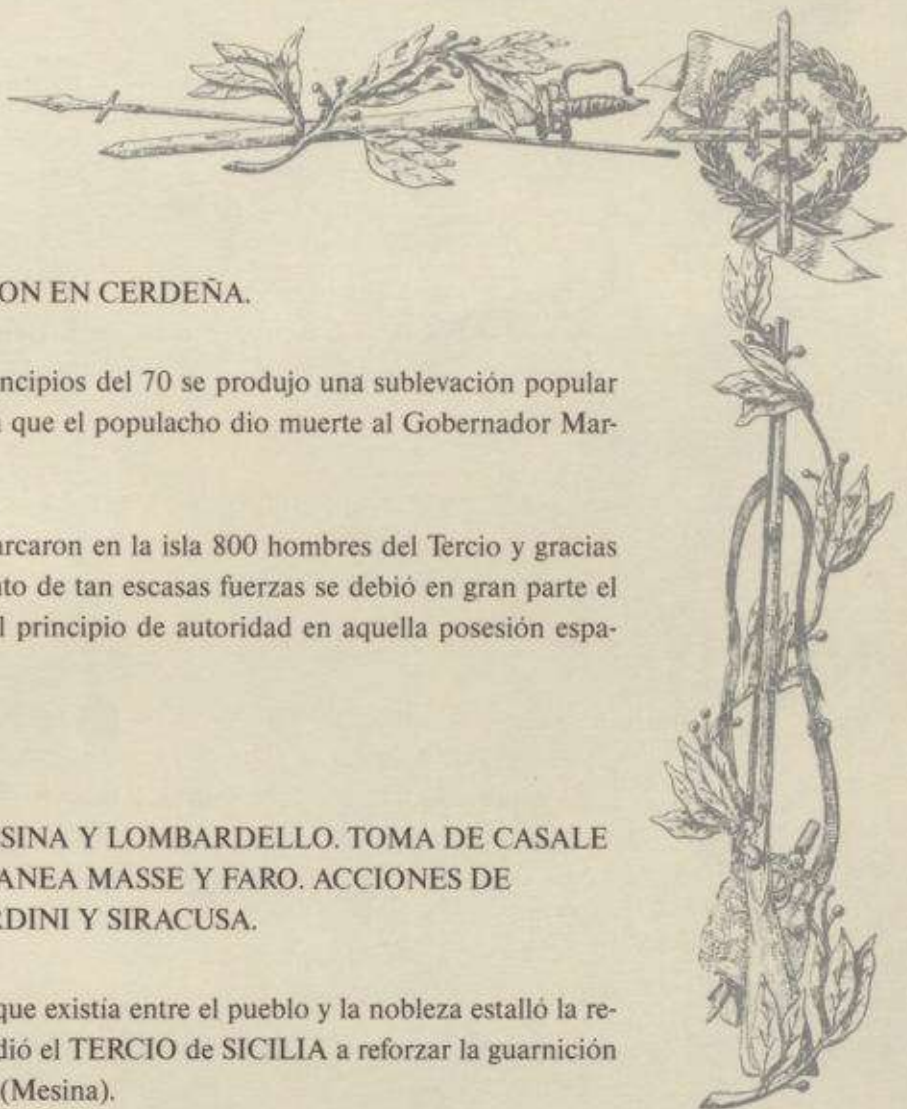 ON EN CERDEÑA.
incipios del 70 se produjo una sublevación popular
que el populacho dio muerte al Gobernador Mar-
arcaron en la isla 800 hombres del Tercio y gracias
nto de tan escasas fuerzas se debió en gran parte el
l principio de autoridad en aquella posesión espa-
SINA Y LOMBARDELLO. TOMA DE CASALE
ANEA MASSE Y FARO. ACCIONES DE
RDINI Y SIRACUSA.
que existía entre el pueblo y la nobleza estalló la re-
dió el TERCIO de SICILIA a reforzar la guarnición
(Mesina).